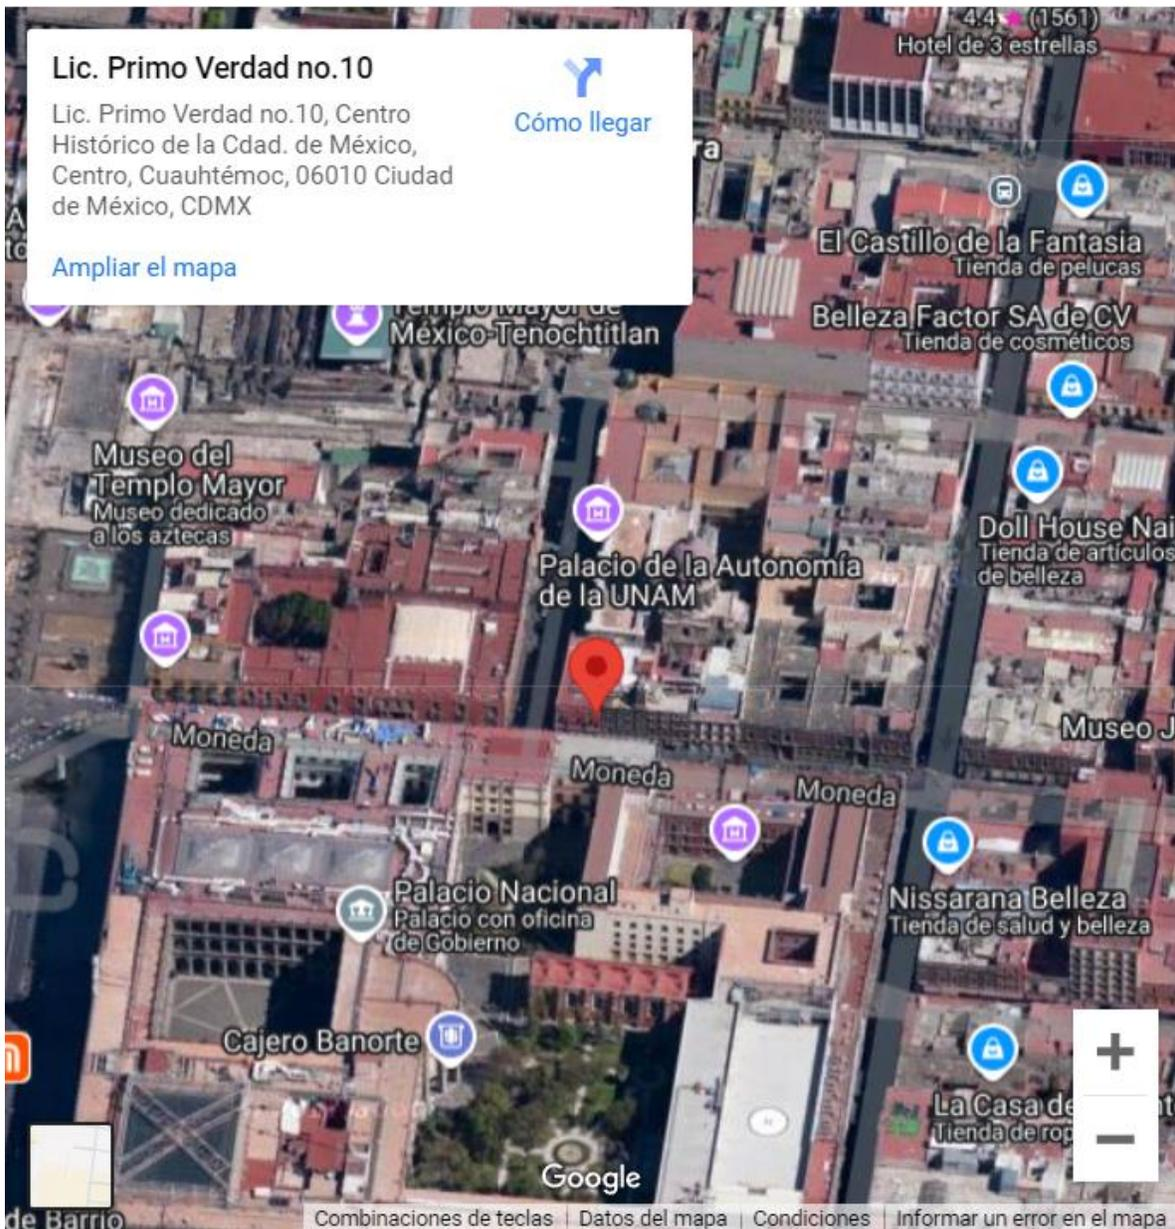 4.4 (1561)
Hotel de 3 estrellas
Lic. Primo Verdad no.10
Lic. Primo Verdad no.10, Centro
Histórico de la Cdad. de México,
Centro, Cuauhtémoc, 06010 Ciudad
de México, CDMX
Cómo llegar
Ampliar el mapa
ra
El Castillo de la Fantasia
Tienda de pelucas
Templo Mayor de
México-Tenochtitlan
Belleza Factor SA de CV
Tienda de cosméticos
Museo del
Templo Mayor
Museo dedicado
a los aztecas
Doll House Nai
Tienda de artículos
de belleza
Palacio de la Autonomía
de la UNAM
Moneda
Museo J
Moneda
Moneda
Palacio Nacional
Palacio con oficina
de Gobierno
Nissarana Belleza
Tienda de salud y belleza
Cajero Banorte
La Casa de
Tienda de rop
Google
de Barrio
Combinaciones de teclas
Datos del mapa
Condiciones
Informar un error en el mapa